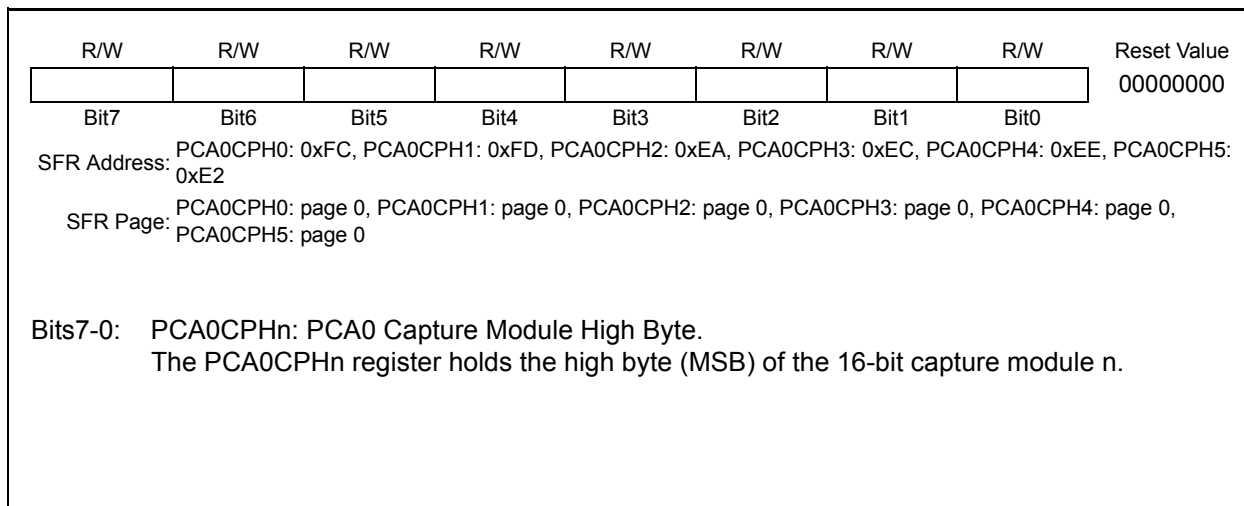 R/W R/W R/W R/W R/W R/W R/W R/W Reset Value
00000000
Bit7 Bit6 Bit5 Bit4 Bit3 Bit2 Bit1 Bit0
SFR Address: PCA0CPH0: 0xFC, PCA0CPH1: 0xFD, PCA0CPH2: 0xEA, PCA0CPH3: 0xEC, PCA0CPH4: 0xEE, PCA0CPH5:
0xE2
SFR Page: PCA0CPH0: page 0, PCA0CPH1: page 0, PCA0CPH2: page 0, PCA0CPH3: page 0, PCA0CPH4: page 0,
PCA0CPH5: page 0
Bits7-0: PCA0CPHn: PCA0 Capture Module High Byte.
The PCA0CPHn register holds the high byte (MSB) of the 16-bit capture module n.